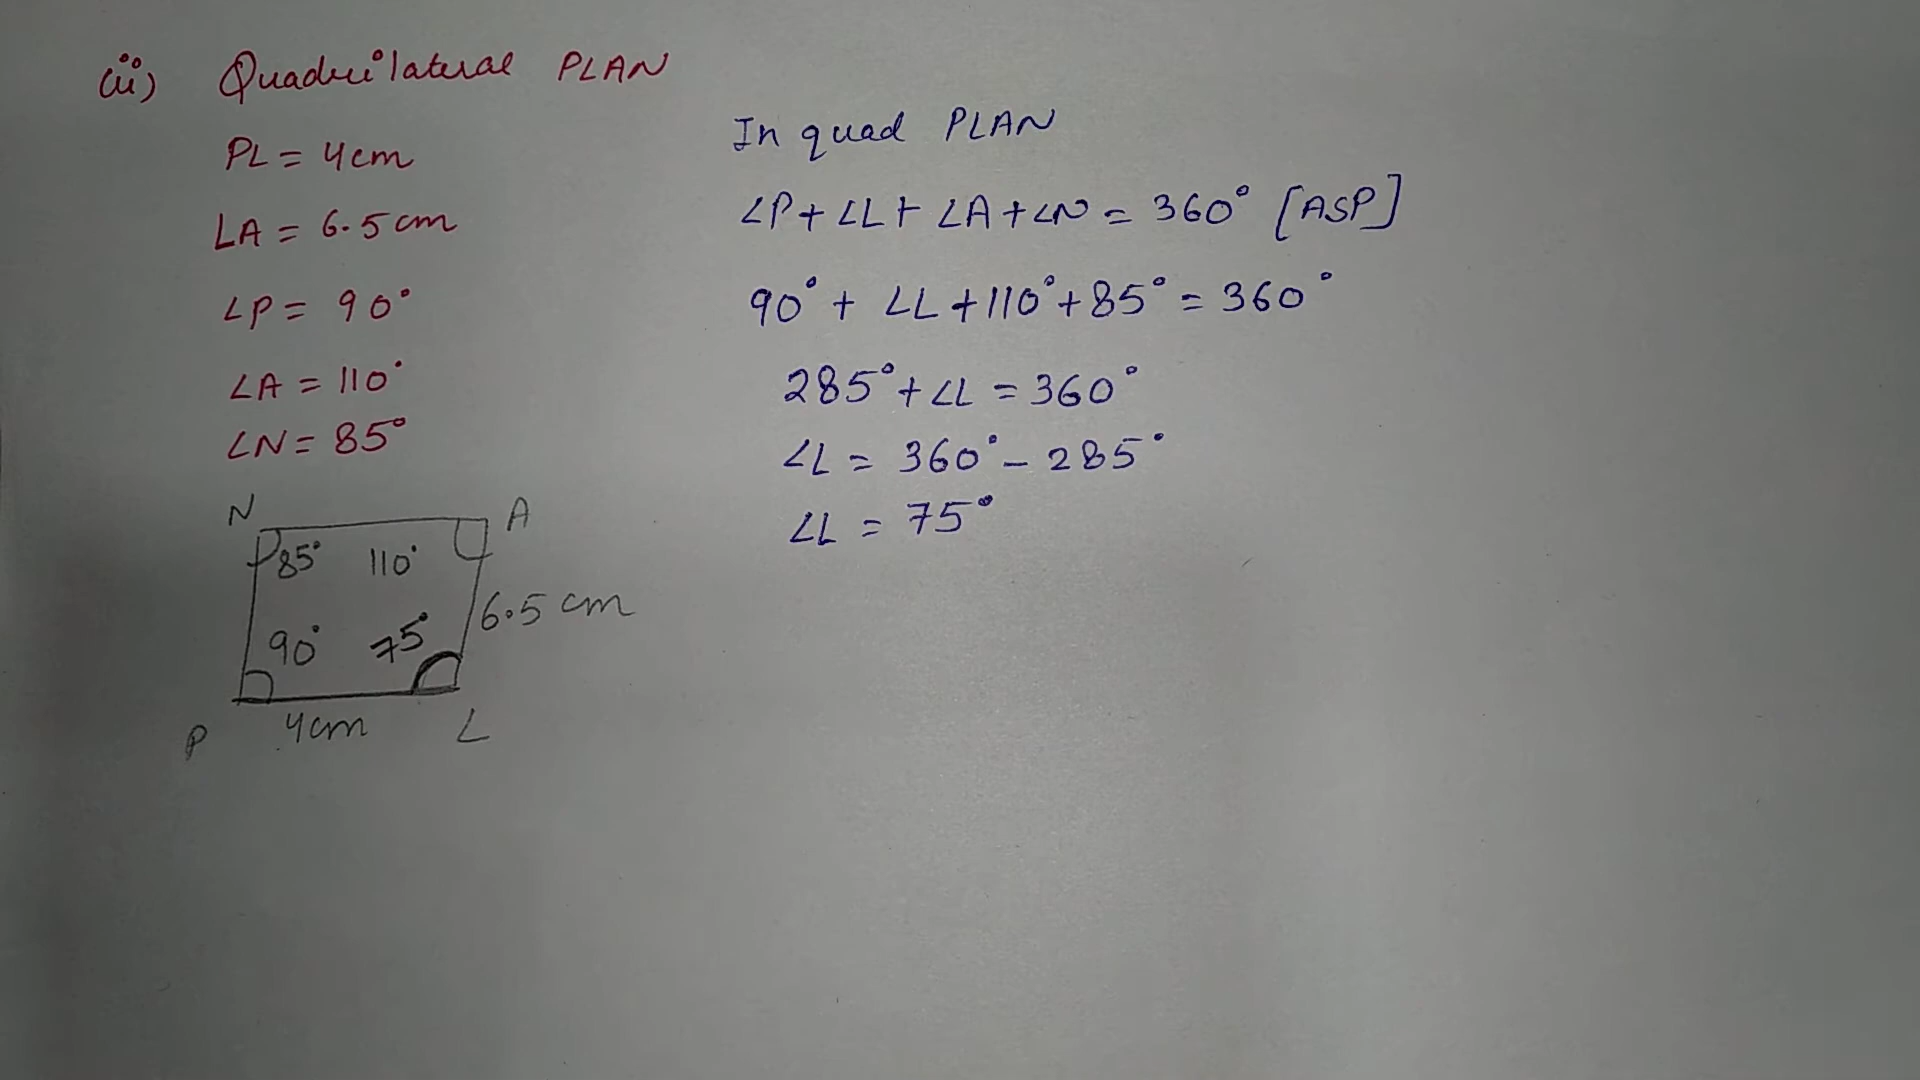 (ii) Quadrilateral PLAN
PL = 4cm
LA = 6.5cm
∠P = 90°
∠A = 110°
∠N = 85°
N A
85° 110°
6.5 cm
90° 75°
P 4cm L
In quad PLAN
∠P + ∠L + ∠A + ∠N = 360° [ASP]
90° + ∠L + 110° + 85° = 360°
285° + ∠L = 360°
∠L = 360° - 285°
∠L = 75°